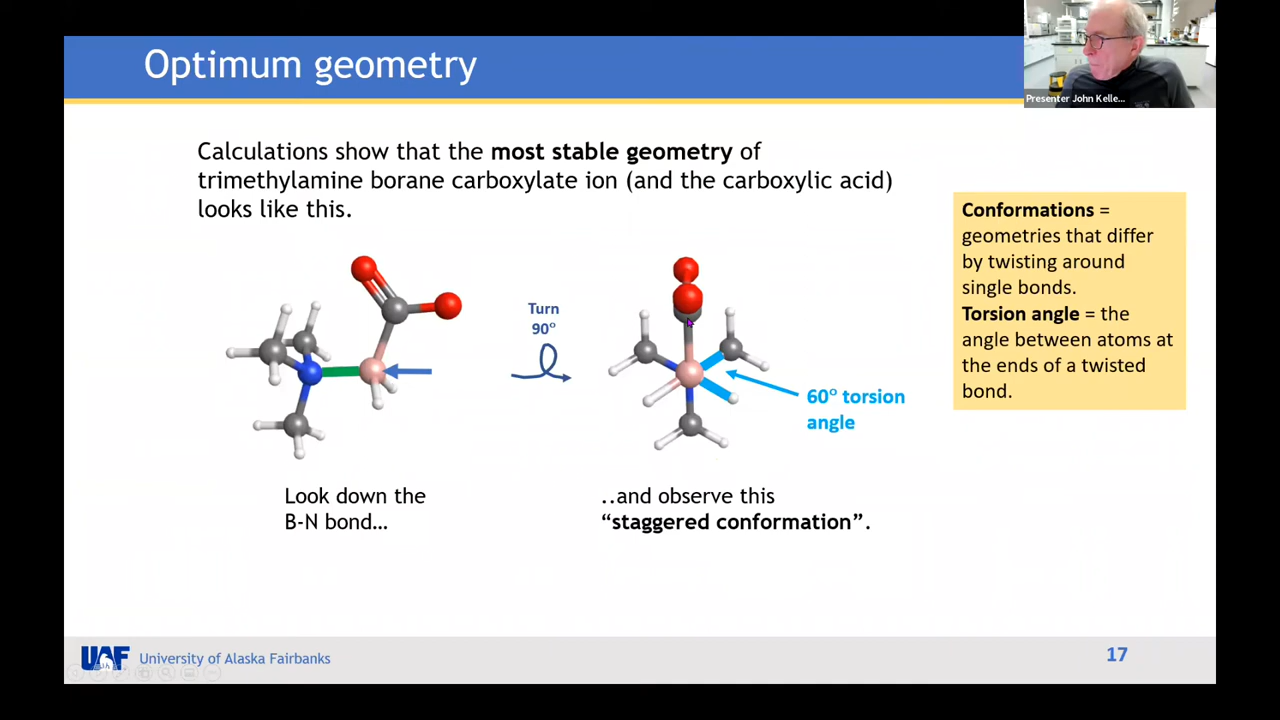 Optimum geometry
Presenter John Kelle...
Calculations show that the most stable geometry of
trimethylamine borane carboxylate ion (and the carboxylic acid)
looks like this.
Conformations =
geometries that differ
by twisting around
single bonds.
Torsion angle = the
angle between atoms at
the ends of a twisted
bond.
Turn
90°
60° torsion
angle
Look down the
B-N bond…
..and observe this
“staggered conformation”.
UAF
University of Alaska Fairbanks
17